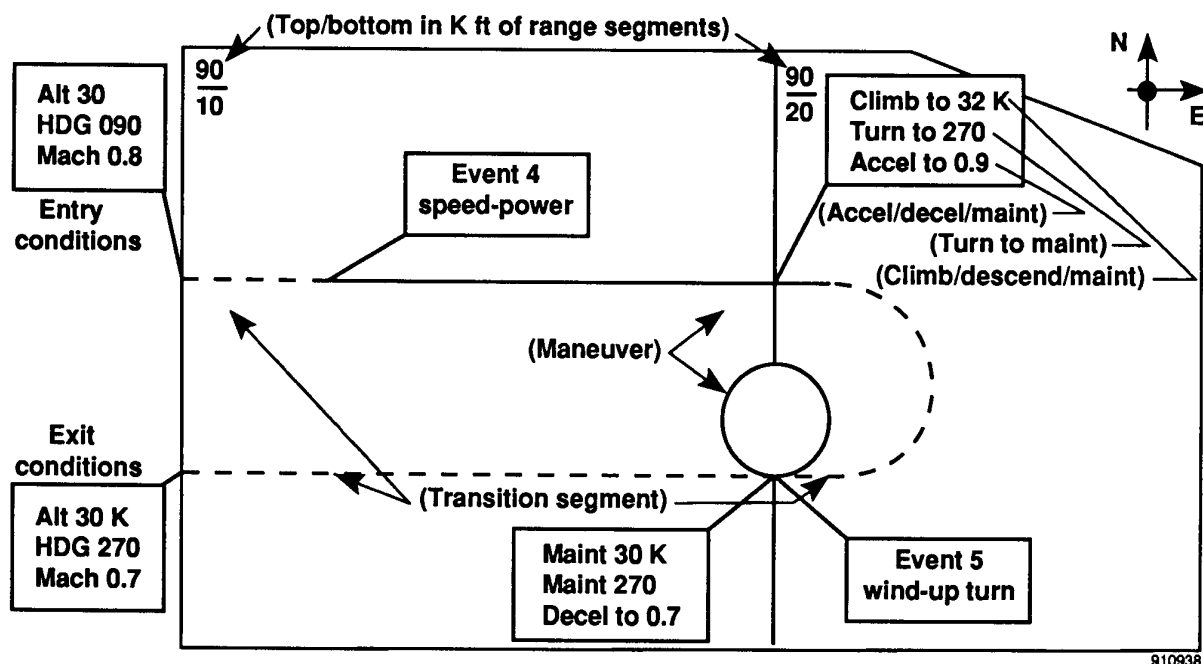 (Top/bottom in K ft of range segments)
N
E
90
10
90
20
Alt 30
HDG 090
Mach 0.8
Entry
conditions
Event 4
speed-power
Climb to 32 K
Turn to 270
Accel to 0.9
(Accel/decel/maint)
(Turn to maint)
(Climb/descend/maint)
(Maneuver)
Exit
conditions
(Transition segment)
Alt 30 K
HDG 270
Mach 0.7
Maint 30 K
Maint 270
Decel to 0.7
Event 5
wind-up turn
910938